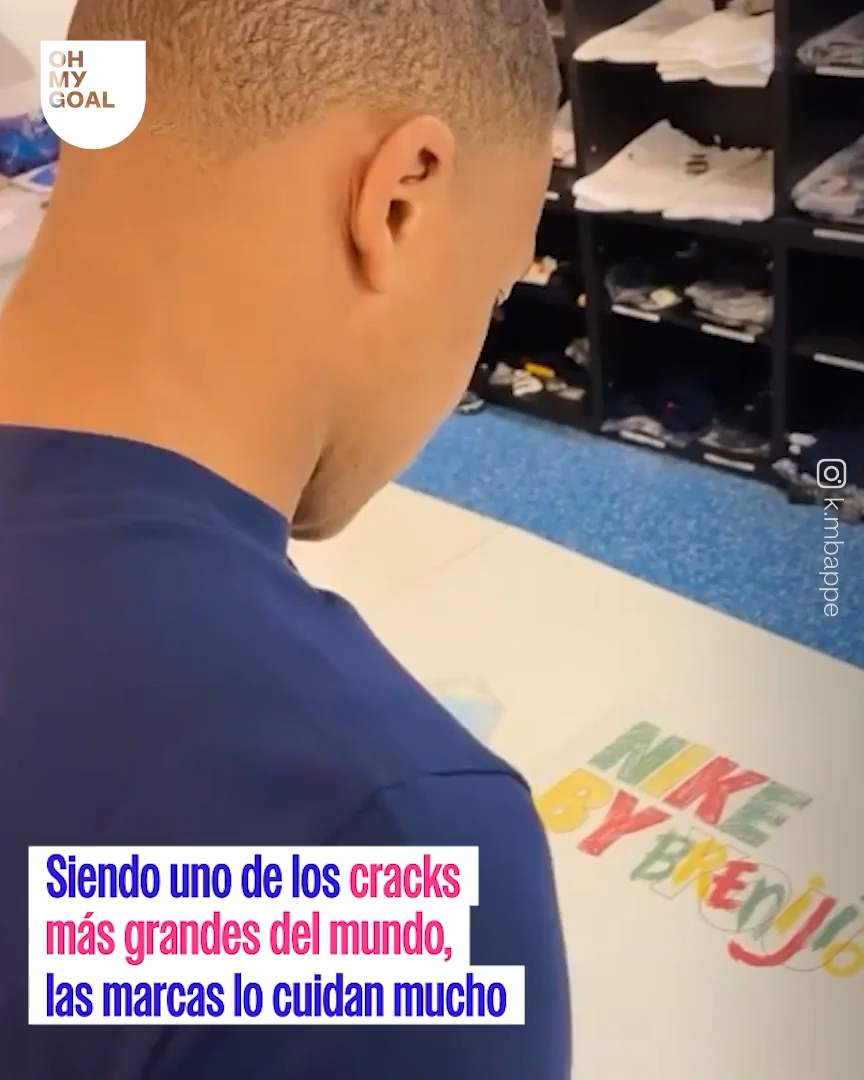 OH
MY
GOAL
k.mbappe
NIKE
BY
Siendo uno de los cracks
más grandes del mundo,
las marcas lo cuidan mucho